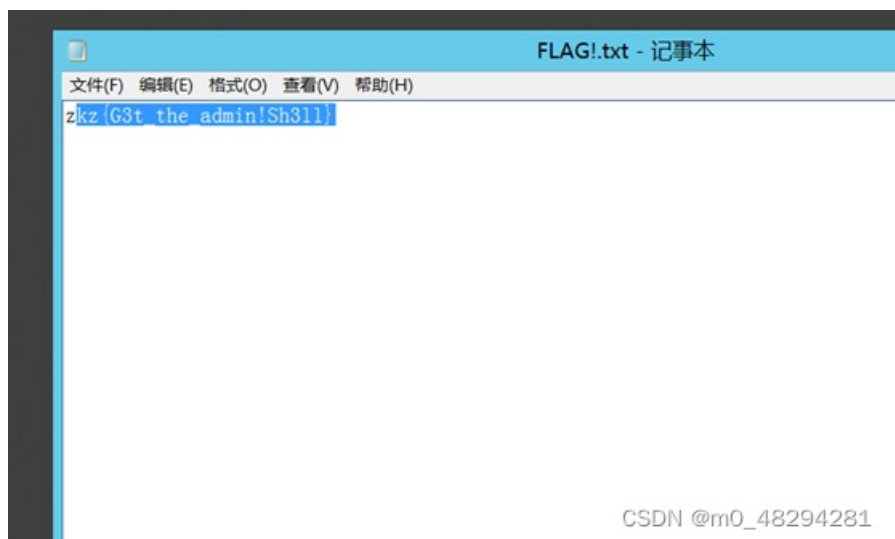 FLAG!.txt - 记事本
文件(F) 编辑(E) 格式(O) 查看(V) 帮助(H)
zkz{G3t_the_admin!Sh3ll}
CSDN @m0_48294281